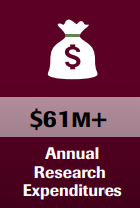 $
$61M+
Annual
Research
Expenditures